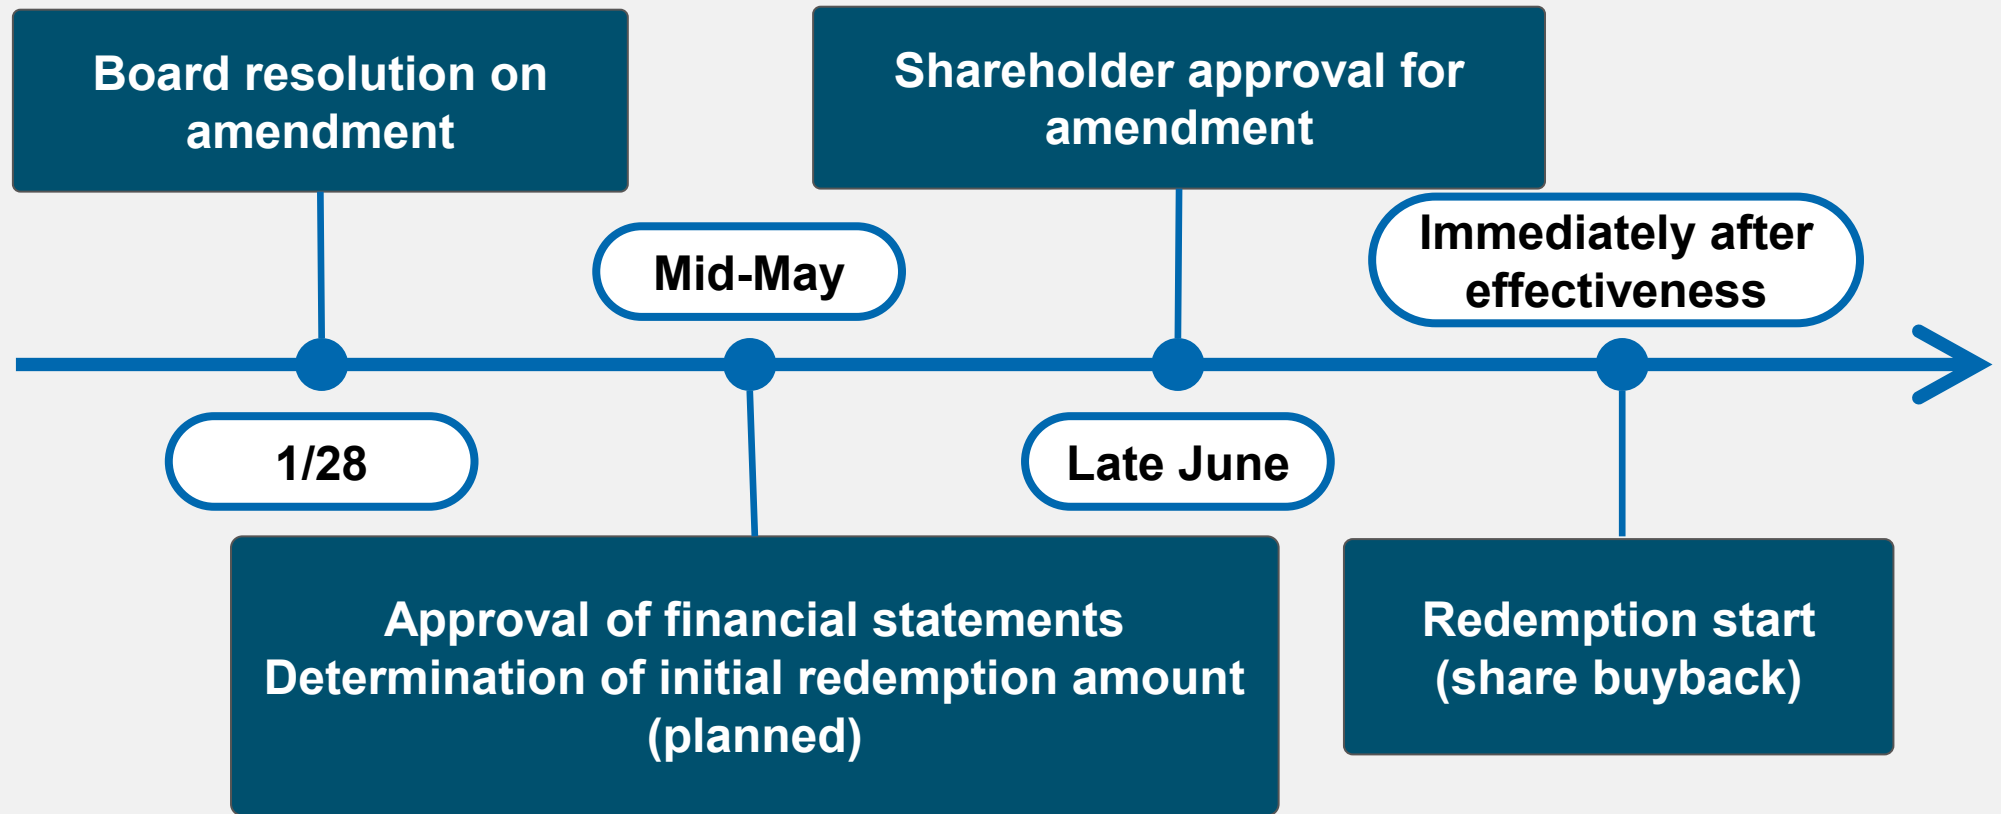 Board resolution on
amendment
Shareholder approval for
amendment
Mid-May
Immediately after
effectiveness
1/28
Late June
Approval of financial statements
Determination of initial redemption amount
(planned)
Redemption start
(share buyback)